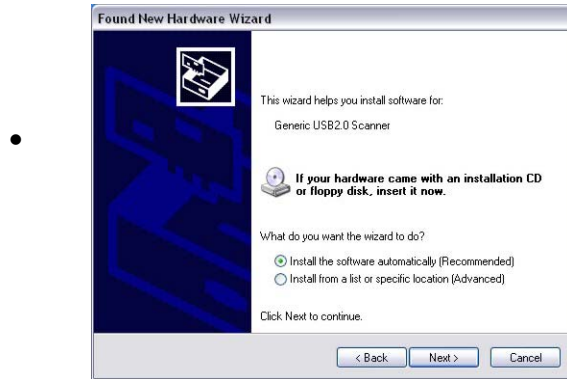 Found New Hardware Wizard
This wizard helps you install software for:
Generic USB2.0 Scanner
If your hardware came with an installation CD
or floppy disk, insert it now.
What do you want the wizard to do?
Install the software automatically (Recommended)
Install from a list or specific location (Advanced)
Click Next to continue.
< Back Next > Cancel